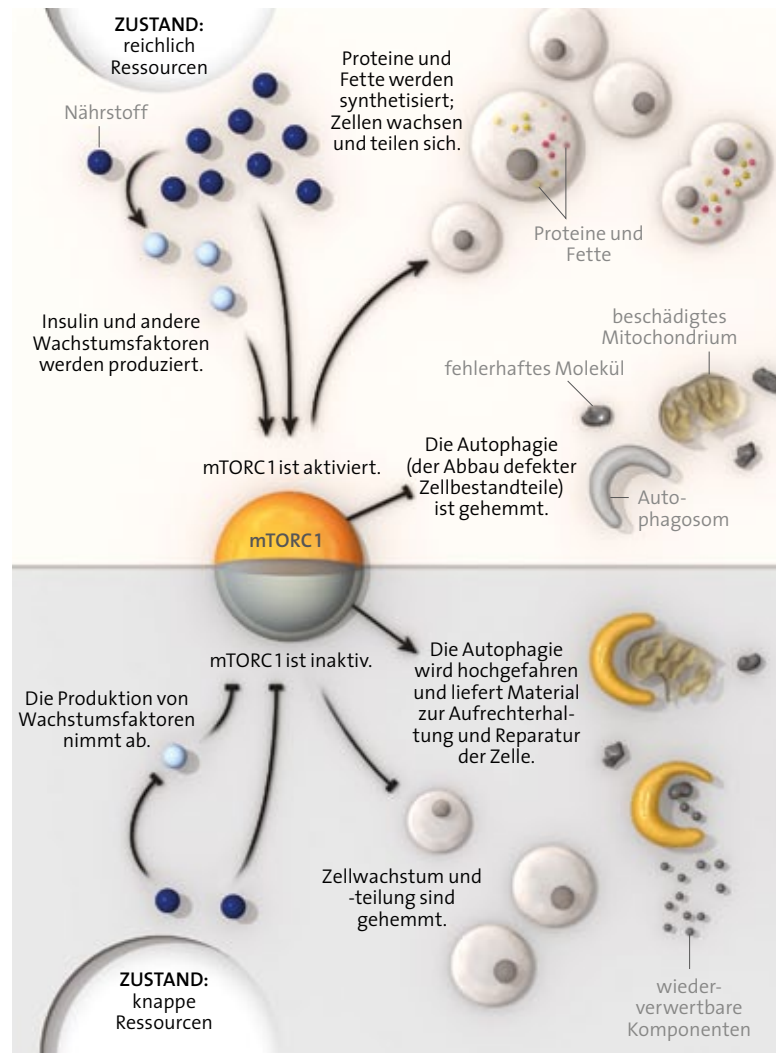 ZUSTAND:
reichlich
Ressourcen
Nährstoff
Proteine und
Fette werden
synthetisiert;
Zellen wachsen
und teilen sich.
Proteine und
Fette
Insulin und andere
Wachstumsfaktoren
werden produziert.
beschädigtes
Mitochondrium
fehlerhaftes Molekül
mTORC1 ist aktiviert.
Die Autophagie
(der Abbau defekter
Zellbestandteile)
ist gehemmt.
Auto-
phagosom
mTORC1
mTORC1 ist inaktiv.
Die Autophagie
wird hochgefahren
und liefert Material
zur Aufrechterhal-
tung und Reparatur
der Zelle.
Die Produktion von
Wachstumsfaktoren
nimmt ab.
Zellwachstum und
-teilung sind
gehemmt.
ZUSTAND:
knappe
Ressourcen
wieder-
verwertbare
Komponenten